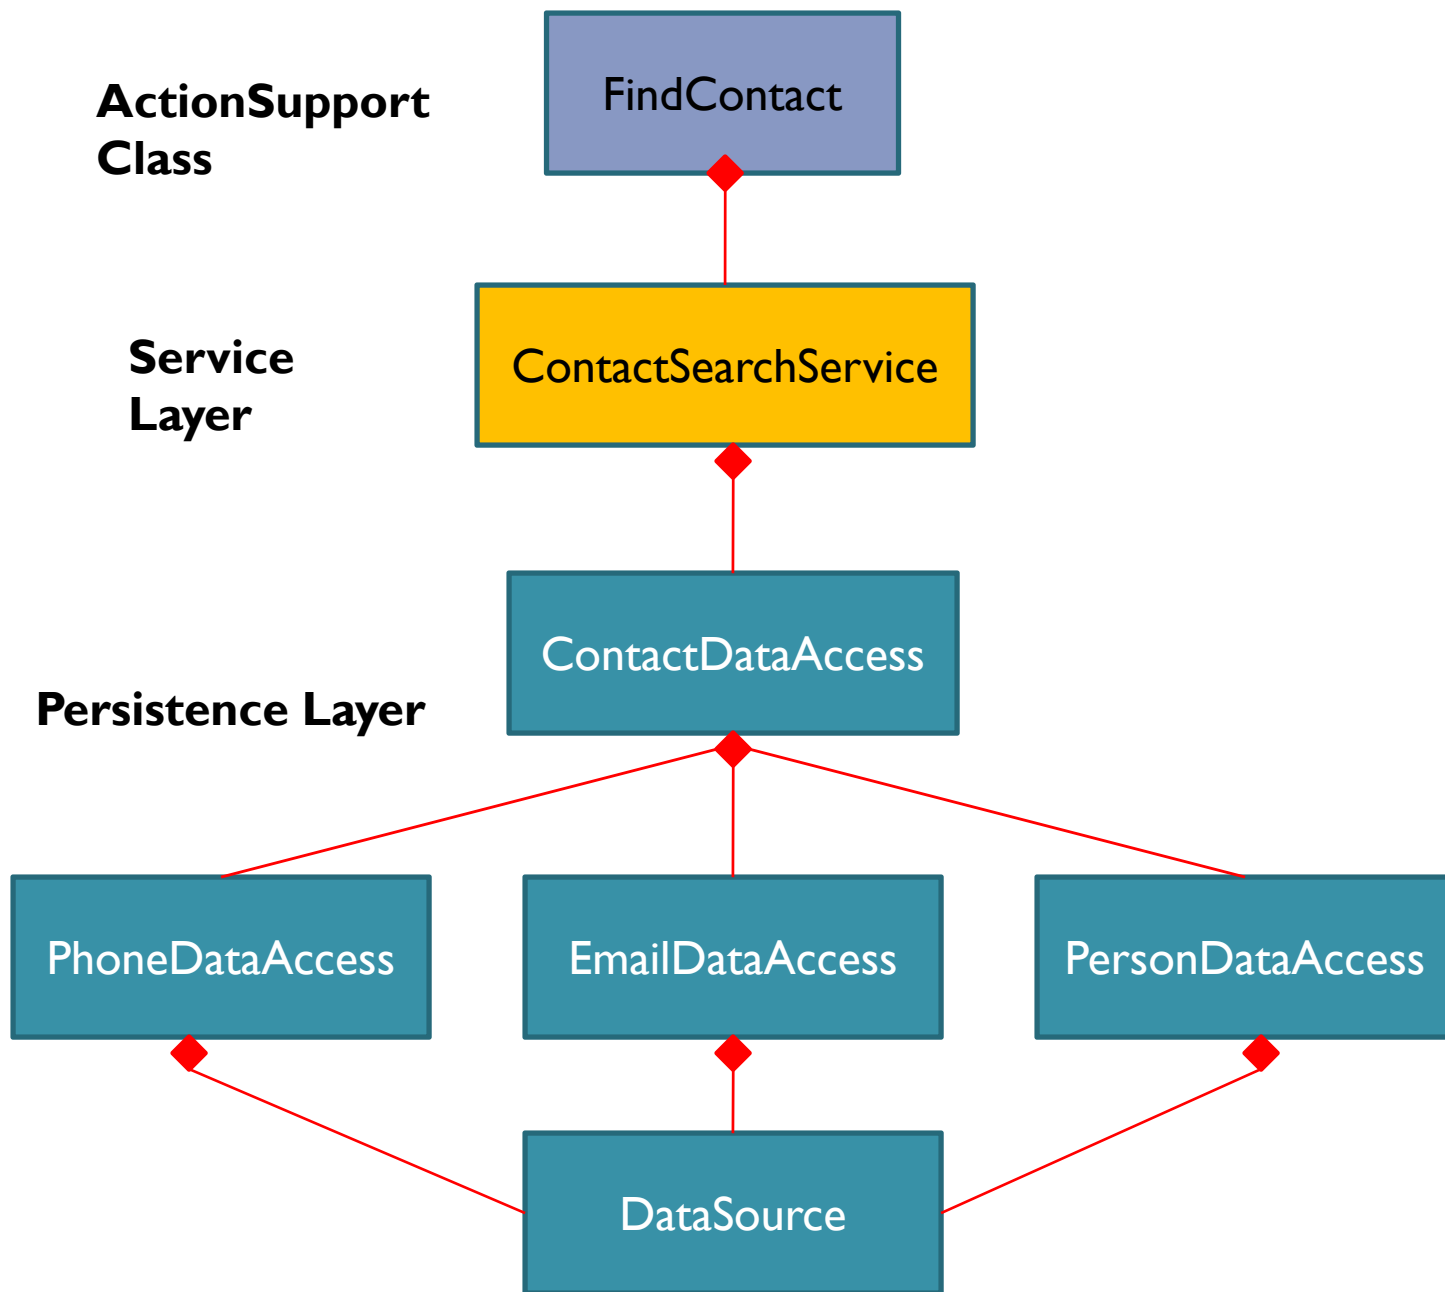 FindContact
ActionSupport
Class
Service
Layer
ContactSearchService
ContactDataAccess
Persistence Layer
PhoneDataAccess
EmailDataAccess
PersonDataAccess
DataSource